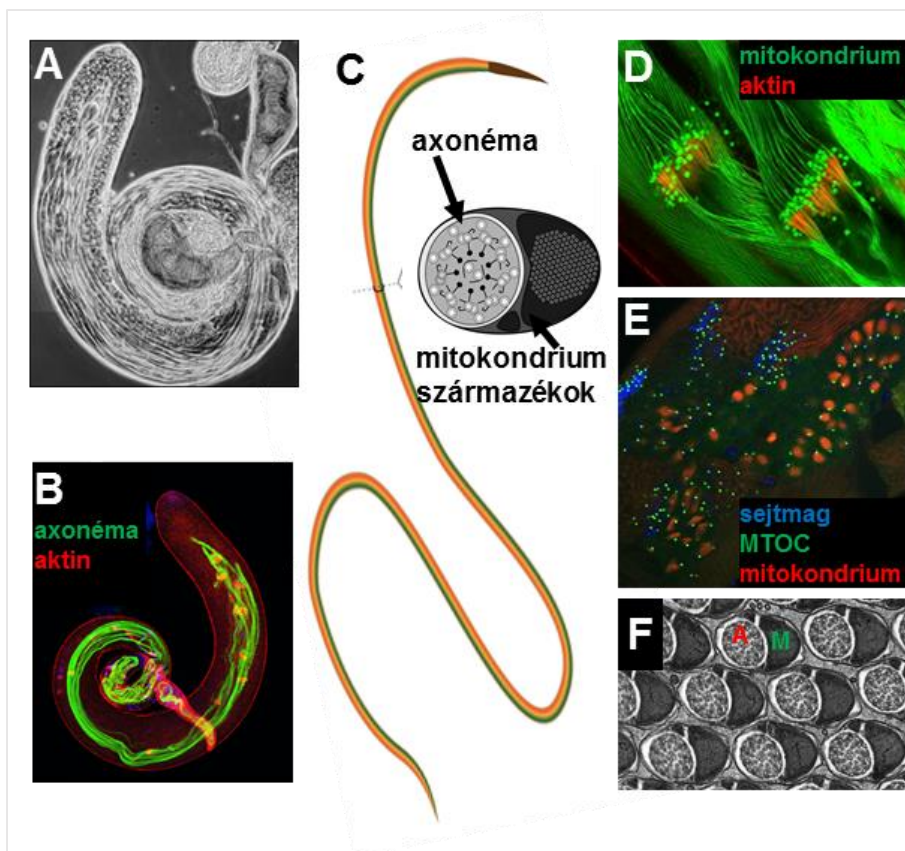 A
axonéma
aktin
B
C
axonéma
mitokondrium
származékok
D
mitokondrium
aktin
E
sejtmag
MTOC
mitokondrium
F
A
M